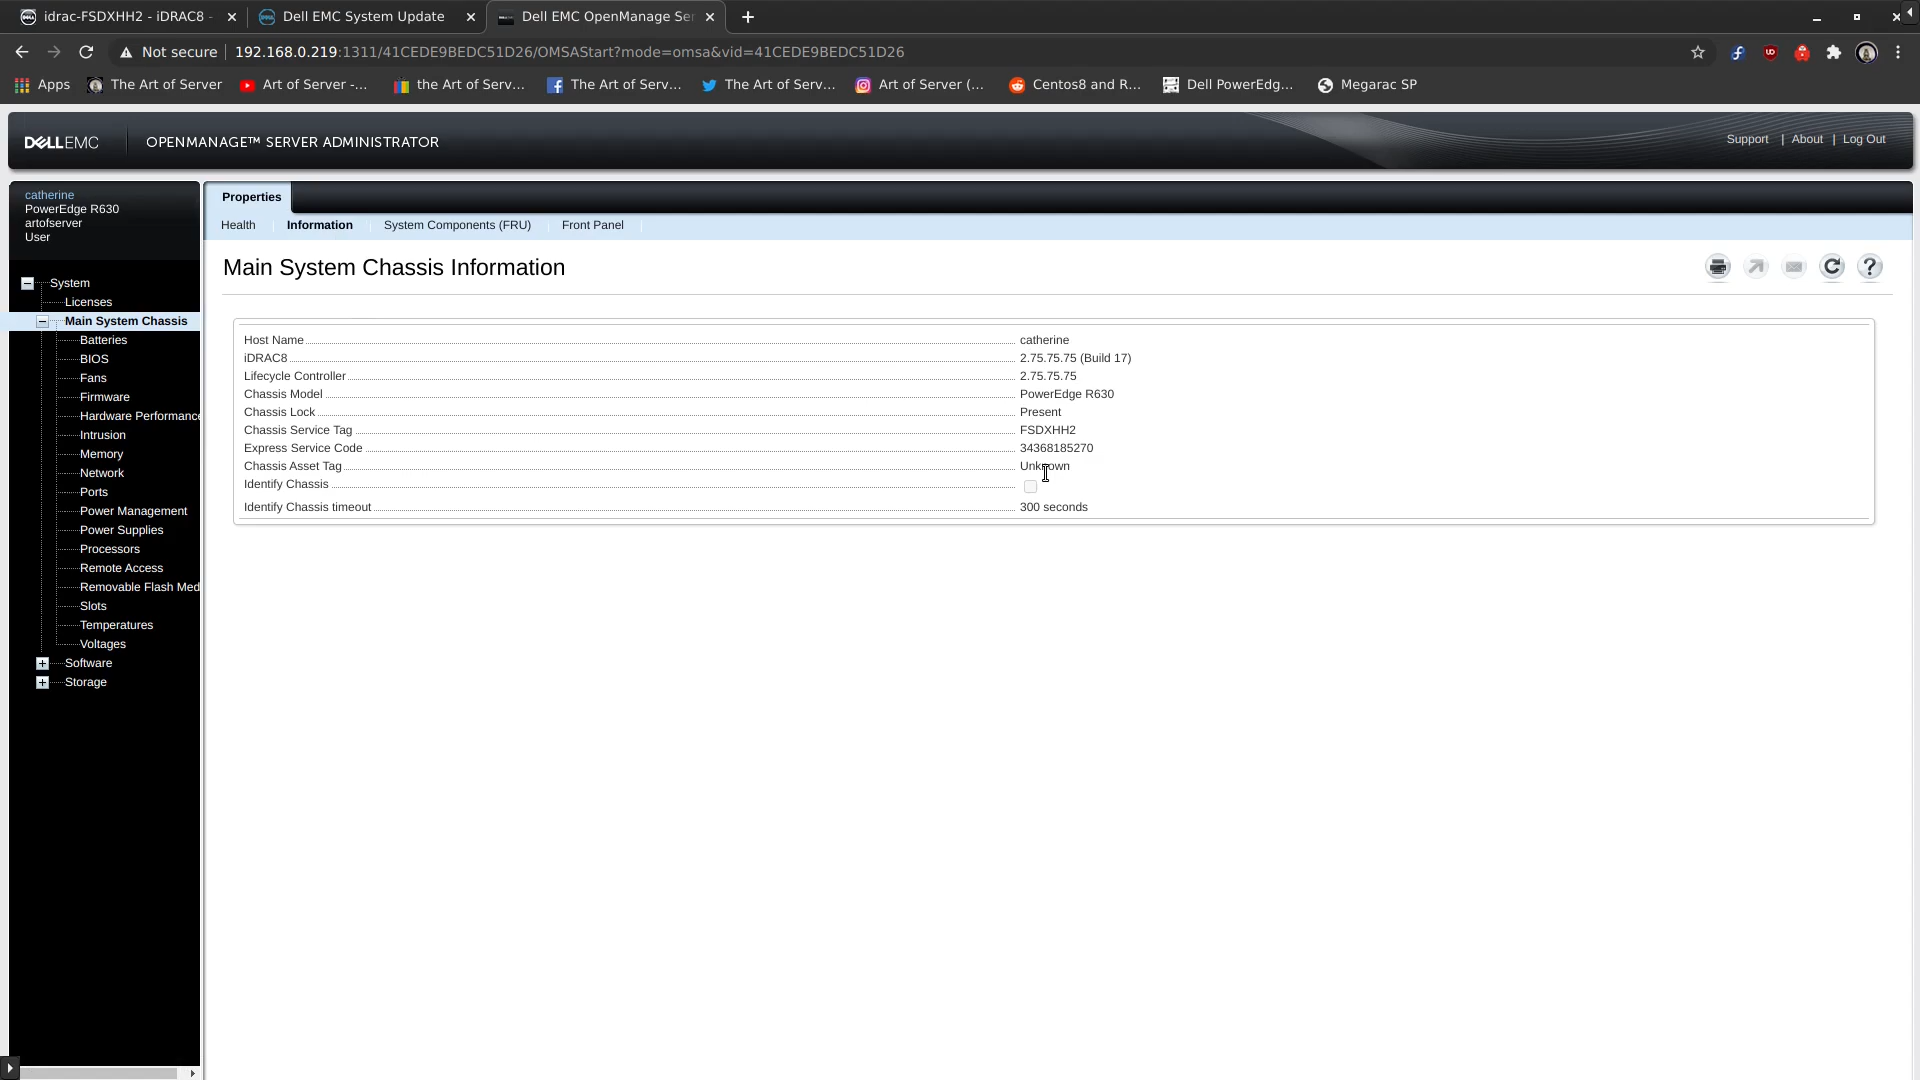 idrac-FSDXHH2 - iDRAC8 -
Dell EMC System Update
Dell EMC OpenManage Ser
Not secure
192.168.0.219:1311/41CEDE9BEDC51D26/OMSAStart?mode=omsa&vid=41CEDE9BEDC51D26
Apps
The Art of Server
Art of Server -...
the Art of Serv...
The Art of Serv...
The Art of Serv...
Art of Server (...
Centos8 and R...
Dell PowerEdg...
Megarac SP
DELLEMC
OPENMANAGE™ SERVER ADMINISTRATOR
Support | About | Log Out
catherine
PowerEdge R630
artofserver
User
System
Licenses
Main System Chassis
Batteries
BIOS
Fans
Firmware
Hardware Performance
Intrusion
Memory
Network
Ports
Power Management
Power Supplies
Processors
Remote Access
Removable Flash Med
Slots
Temperatures
Voltages
Software
Storage
Properties
Health
Information
System Components (FRU)
Front Panel
Main System Chassis Information
Host Name catherine
iDRAC8 2.75.75.75 (Build 17)
Lifecycle Controller 2.75.75.75
Chassis Model PowerEdge R630
Chassis Lock Present
Chassis Service Tag FSDXHH2
Express Service Code 34368185270
Chassis Asset Tag Unknown
Identify Chassis
Identify Chassis timeout 300 seconds